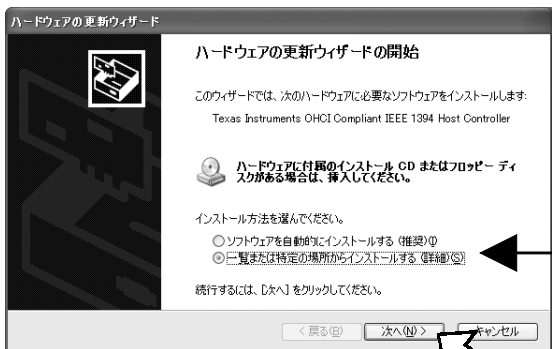 ハードウェアの更新ウィザード
ハードウェアの更新ウィザードの開始
このウィザードでは、次のハードウェアに必要なソフトウェアをインストールします:
Texas Instruments OHCI Compliant IEEE 1394 Host Controller
ハードウェアに付属のインストール CD またはフロッピー ディ
スクがある場合は、挿入してください。
インストール方法を選んでください。
ソフトウェアを自動的にインストールする (推奨)(I)
一覧または特定の場所からインストールする (詳細)(S)
続行するには、[次へ] をクリックしてください。
< 戻る(B) 次へ(N) > キャンセル